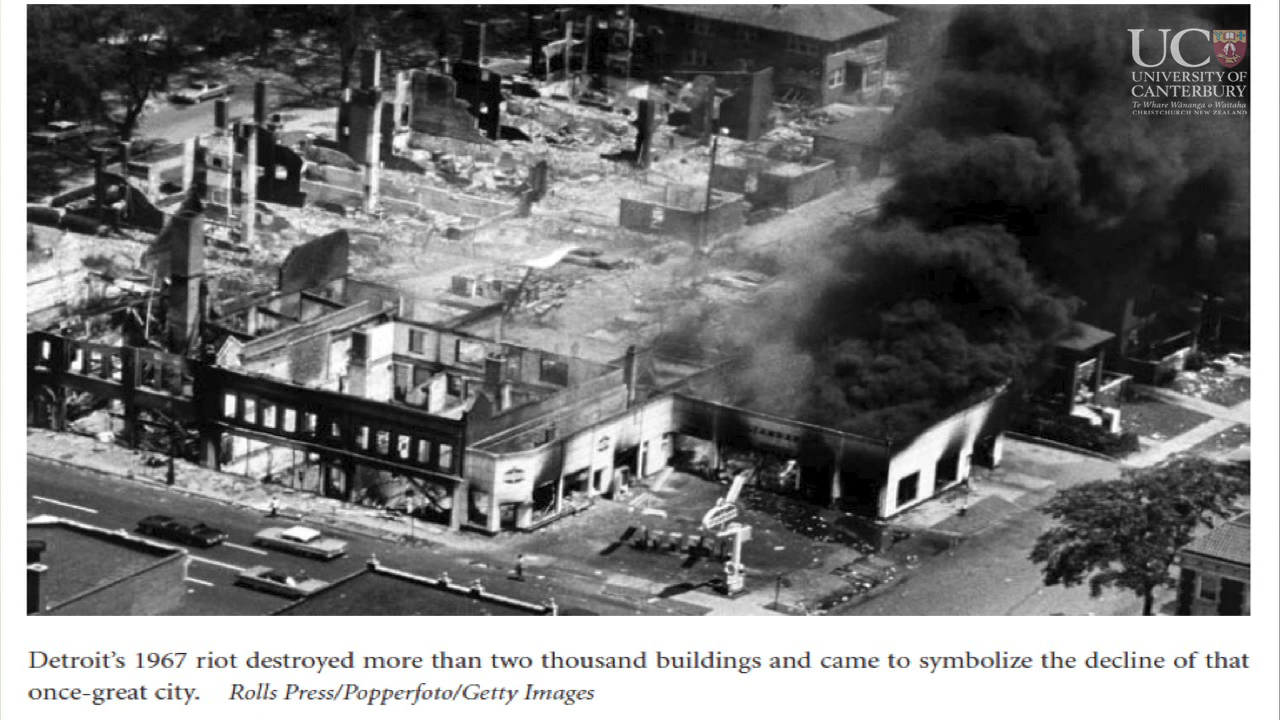 UC
UNIVERSITY OF
CANTERBURY
Te Whare Wānanga o Waitaha
CHRISTCHURCH NEW ZEALAND
Detroit's 1967 riot destroyed more than two thousand buildings and came to symbolize the decline of that
once-great city. Rolls Press/Popperfoto/Getty Images